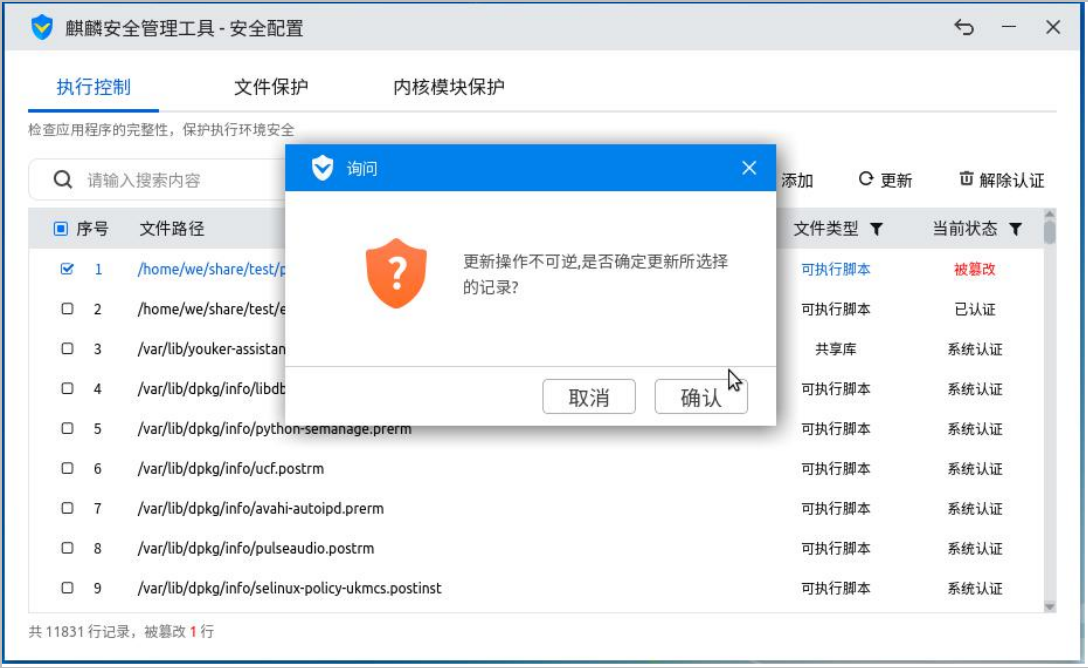 麒麟安全管理工具 - 安全配置
执行控制 文件保护 内核模块保护
检查应用程序的完整性，保护执行环境安全
请输入搜索内容 添加 更新 解除认证
序号 文件路径 文件类型 当前状态
1 /home/we/share/test/p 可执行脚本 被篡改
2 /home/we/share/test/e 可执行脚本 已认证
3 /var/lib/youker-assistan 共享库 系统认证
4 /var/lib/dpkg/info/libdb 可执行脚本 系统认证
5 /var/lib/dpkg/info/python-semanage.prerm 可执行脚本 系统认证
6 /var/lib/dpkg/info/ucf.postrm 可执行脚本 系统认证
7 /var/lib/dpkg/info/avahi-autoipd.prerm 可执行脚本 系统认证
8 /var/lib/dpkg/info/pulseaudio.postrm 可执行脚本 系统认证
9 /var/lib/dpkg/info/selinux-policy-ukmcs.postinst 可执行脚本 系统认证
共 11831 行记录，被篡改 1 行
询问
更新操作不可逆,是否确定更新所选择
的记录?
取消 确认